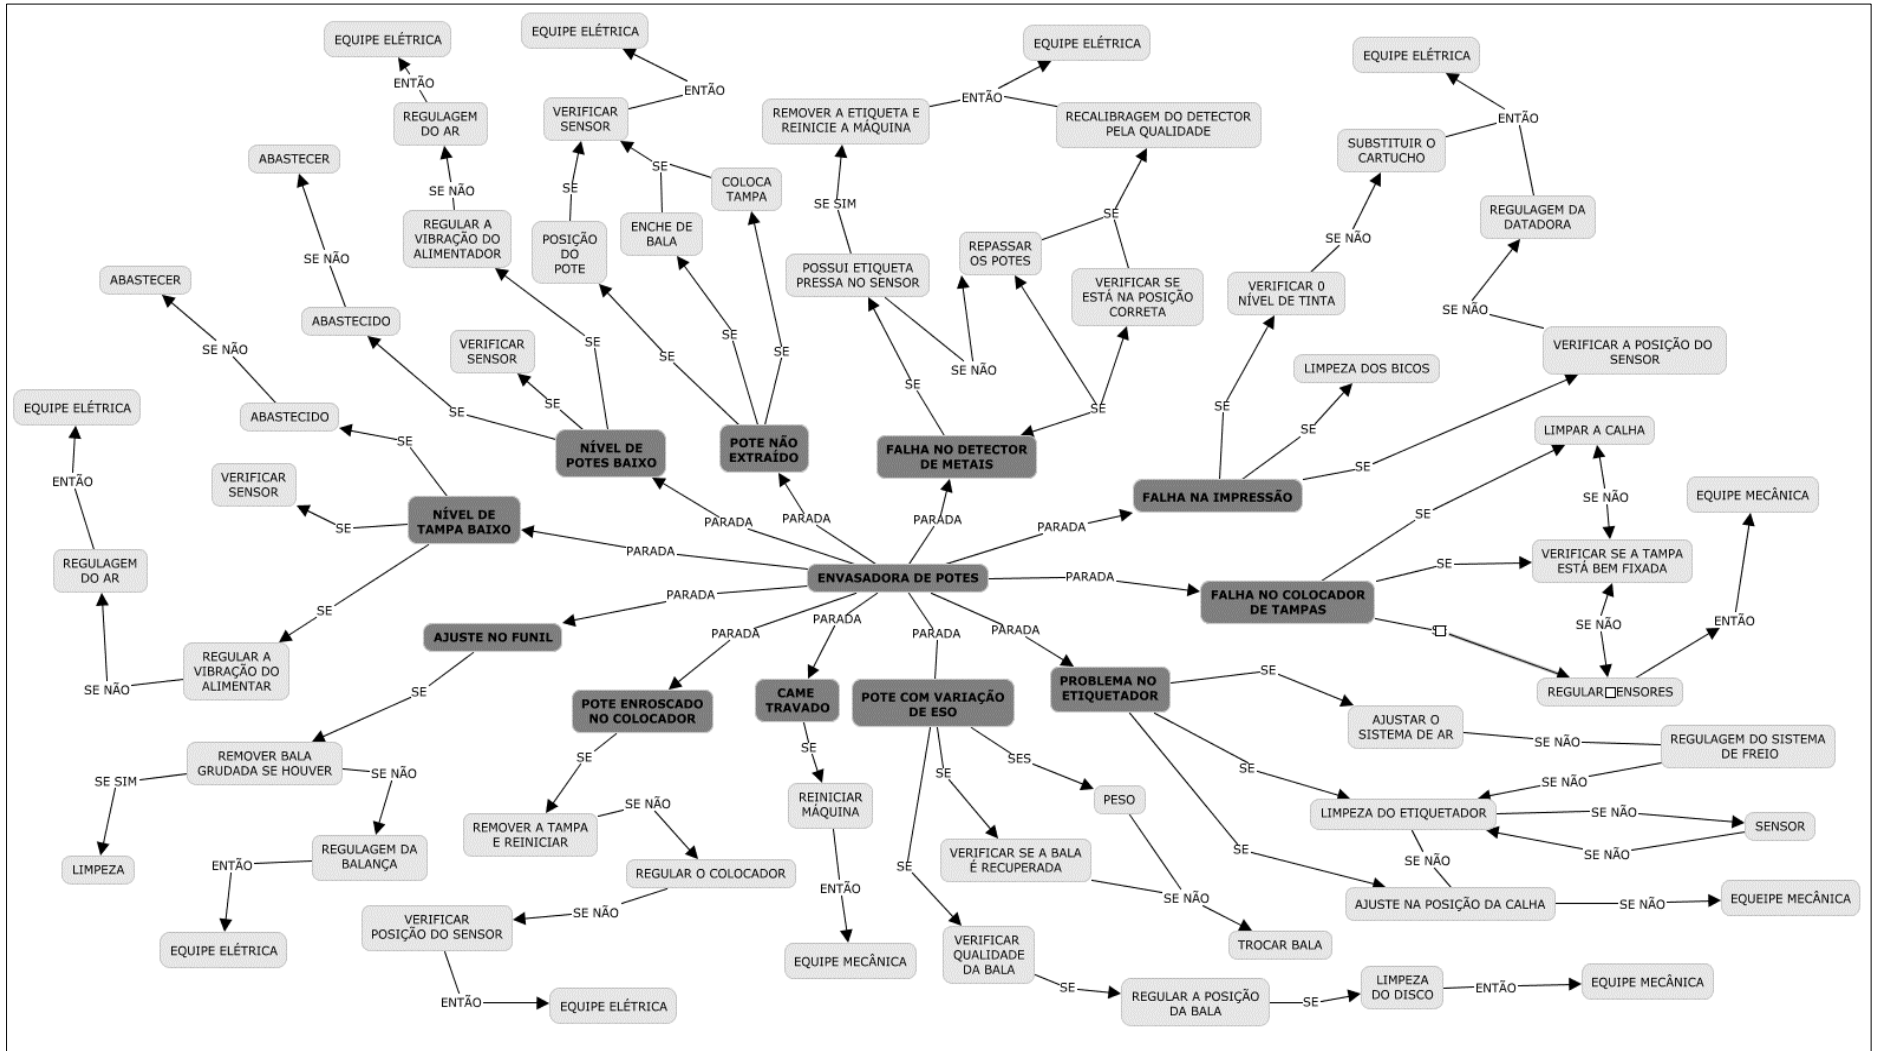 EQUIPE ELÉTRICA
ENTÃO
REGULAGEM
DO AR
SE NÃO
REGULAR A
VIBRAÇÃO DO
ALIMENTADOR
SE
ABASTECER
SE NÃO
ABASTECIDO
SE
VERIFICAR
SENSOR
SE
NÍVEL DE
POTES BAIXO
PARADA
EQUIPE ELÉTRICA
ENTÃO
VERIFICAR
SENSOR
SE
SE
COLOCA
TAMPA
ENCHE DE
BALA
POSIÇÃO
DO
POTE
SE
SE
SE
POTE NÃO
EXTRAÍDO
PARADA
EQUIPE ELÉTRICA
ENTÃO
REMOVER A ETIQUETA E
REINICIE A MÁQUINA
RECALIBRAGEM DO DETECTOR
PELA QUALIDADE
SE SIM
SE
POSSUI ETIQUETA
PRESSA NO SENSOR
REPASSAR
OS POTES
VERIFICAR SE
ESTÁ NA POSIÇÃO
CORRETA
SE NÃO
SE
SE
FALHA NO DETECTOR
DE METAIS
PARADA
EQUIPE ELÉTRICA
ENTÃO
SUBSTITUIR O
CARTUCHO
REGULAGEM DA
DATADORA
SE NÃO
VERIFICAR 0
NÍVEL DE TINTA
SE NÃO
VERIFICAR A POSIÇÃO DO
SENSOR
LIMPEZA DOS BICOS
SE
SE
SE
FALHA NA IMPRESSÃO
PARADA
ABASTECER
SE NÃO
ABASTECIDO
SE
EQUIPE ELÉTRICA
ENTÃO
REGULAGEM
DO AR
SE NÃO
REGULAR A
VIBRAÇÃO DO
ALIMENTAR
SE
VERIFICAR
SENSOR
SE
NÍVEL DE
TAMPA BAIXO
PARADA
ENVASADORA DE POTES
PARADA
FALHA NO COLOCADOR
DE TAMPAS
SE
LIMPAR A CALHA
SE NÃO
SE
VERIFICAR SE A TAMPA
ESTÁ BEM FIXADA
SE NÃO
REGULAR ENSORES
ENTÃO
EQUIPE MECÂNICA
PARADA
AJUSTE NO FUNIL
SE
REMOVER BALA
GRUDADA SE HOUVER
SE SIM
LIMPEZA
SE NÃO
REGULAGEM DA
BALANÇA
ENTÃO
EQUIPE ELÉTRICA
PARADA
POTE ENROSCADO
NO COLOCADOR
SE
REMOVER A TAMPA
E REINICIAR
SE NÃO
REGULAR O COLOCADOR
SE NÃO
VERIFICAR
POSIÇÃO DO SENSOR
ENTÃO
EQUIPE ELÉTRICA
PARADA
CAME
TRAVADO
SE
REINICIAR
MÁQUINA
ENTÃO
EQUIPE MECÂNICA
PARADA
POTE COM VARIAÇÃO
DE ESO
SES
PESO
SE
VERIFICAR SE A BALA
É RECUPERADA
SE NÃO
TROCAR BALA
SE
VERIFICAR
QUALIDADE
DA BALA
SE
REGULAR A POSIÇÃO
DA BALA
SE
LIMPEZA
DO DISCO
ENTÃO
EQUIPE MECÂNICA
PARADA
PROBLEMA NO
ETIQUETADOR
SE
AJUSTAR O
SISTEMA DE AR
SE NÃO
REGULAGEM DO SISTEMA
DE FREIO
SE NÃO
SE
LIMPEZA DO ETIQUETADOR
SE NÃO
SENSOR
SE NÃO
SE NÃO
SE
AJUSTE NA POSIÇÃO DA CALHA
SE NÃO
EQUEIPE MECÂNICA